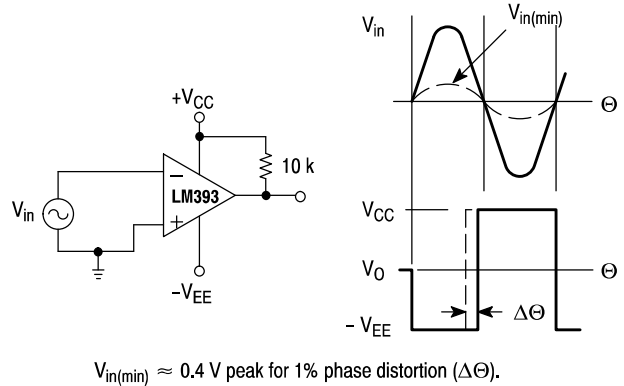 V_in
V_in(min)
Θ
+V_CC
10 k
−
LM393
+
V_in
−V_EE
V_CC
V_O
Θ
ΔΘ
− V_EE
V_in(min) ≈ 0.4 V peak for 1% phase distortion (ΔΘ).